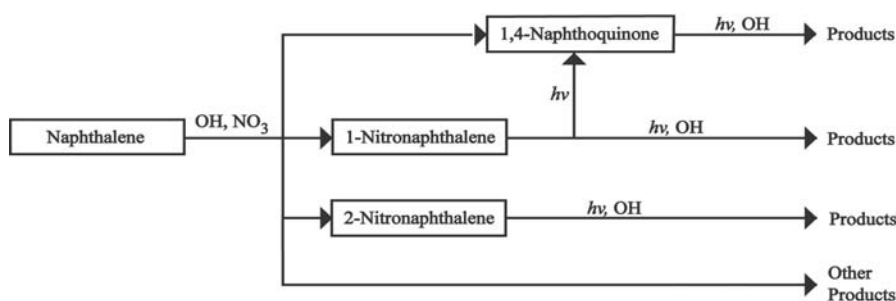 1,4-Naphthoquinone
hν, OH
Products
hν
Naphthalene
OH, NO₃
1-Nitronaphthalene
hν, OH
Products
2-Nitronaphthalene
hν, OH
Products
Other
Products